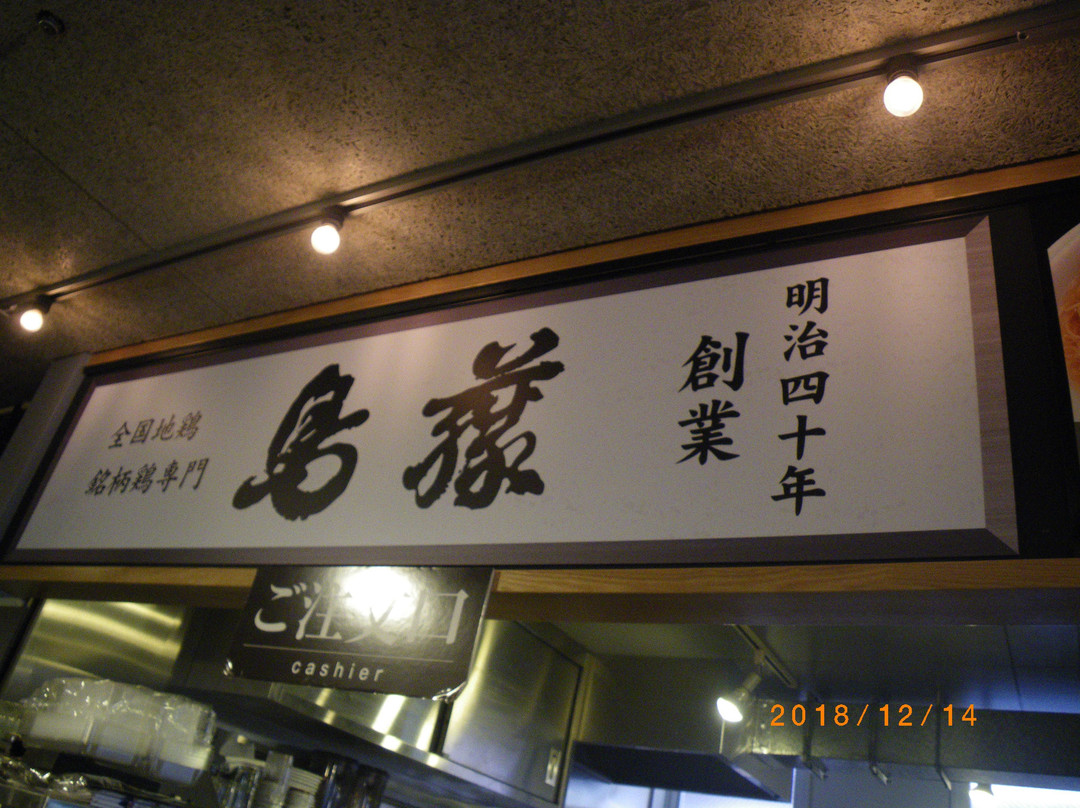 明治四十年
創業
鳥藤
全国地鶏
銘柄鶏専門
ご注文口
cashier
2018/12/14